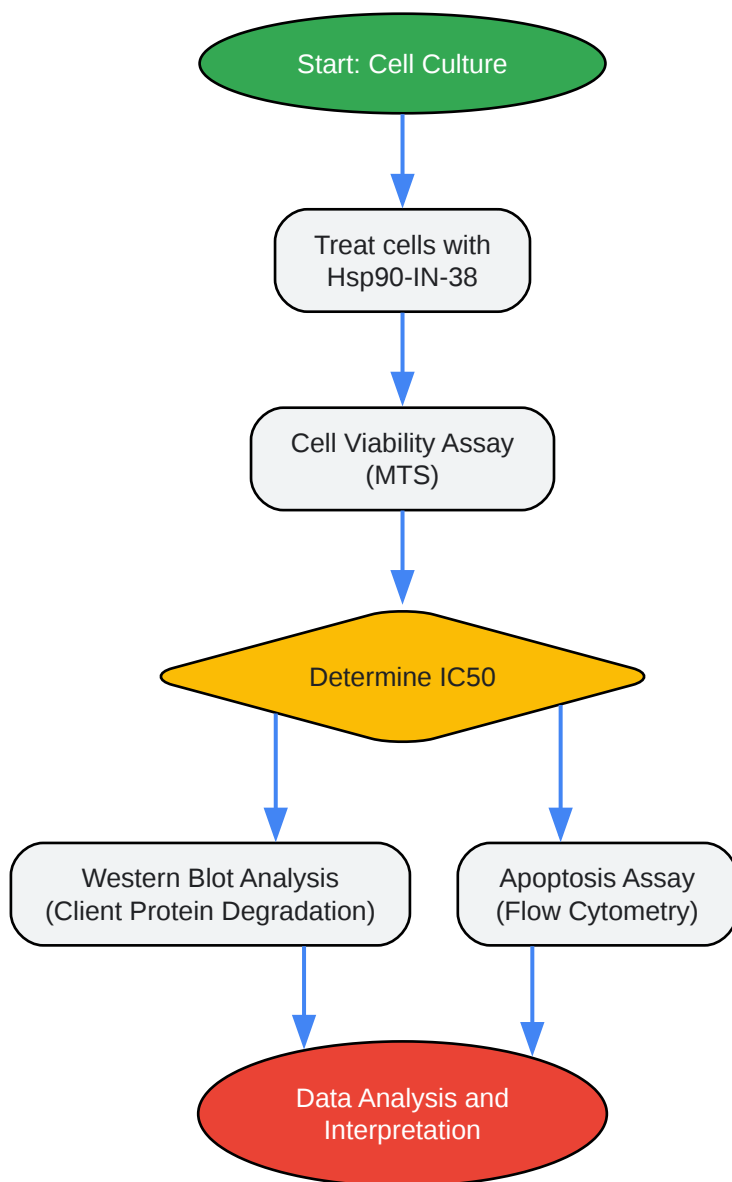 Start: Cell Culture
Treat cells with
Hsp90-IN-38
Cell Viability Assay
(MTS)
Determine IC50
Western Blot Analysis
(Client Protein Degradation)
Apoptosis Assay
(Flow Cytometry)
Data Analysis and
Interpretation